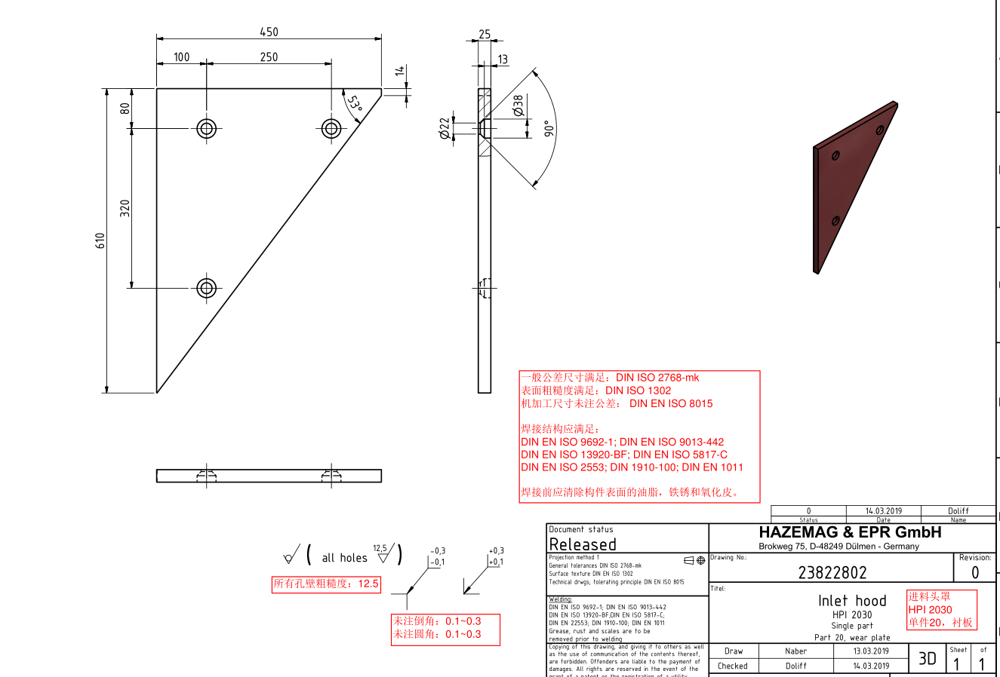 450
100
250
14
80
53°
320
610
25
13
Ø22
Ø38
90°
一般公差尺寸满足：DIN ISO 2768-mk
表面粗糙度满足：DIN ISO 1302
机加工尺寸未注公差： DIN EN ISO 8015
焊接结构应满足：
DIN EN ISO 9692-1; DIN EN ISO 9013-442
DIN EN ISO 13920-BF; DIN EN ISO 5817-C
DIN EN ISO 2553; DIN 1910-100; DIN EN 1011
焊接前应清除构件表面的油脂，铁锈和氧化皮。
( all holes 12,5 )
所有孔壁粗糙度：12.5
-0,3
-0,1
+0,3
+0,1
未注倒角：0.1~0.3
未注圆角：0.1~0.3
0 14.03.2019 Doliff
Status Date Name
Document status
Released
HAZEMAG & EPR GmbH
Brokweg 75, D-48249 Dülmen - Germany
Projection method 1
General tolerances DIN ISO 2768-mk
Surface texture DIN EN ISO 1302
Technical drwgs; tolerating principle DIN EN ISO 8015
Drawing No.:
23822802
Revision:
0
Titel:
Inlet hood
HPI 2030
Single part
Part 20, wear plate
进料头罩
HPI 2030
单件20，衬板
Welding:
DIN EN ISO 9692-1; DIN EN ISO 9013-442
DIN EN ISO 13920-BF;DIN EN ISO 5817-C;
DIN EN 22553; DIN 1910-100; DIN EN 1011
Grease, rust and scales are to be
removed prior to welding
Copying of this drawing, and giving it to others as well
as the use of communication of the contents thereof,
are forbidden. Offenders are liable to the payment of
damages. All rights are reserved in the event of the
grant of a patent or the registration of a utility
Draw Naber 13.03.2019
Checked Doliff 14.03.2019
3D
Sheet of
1 1